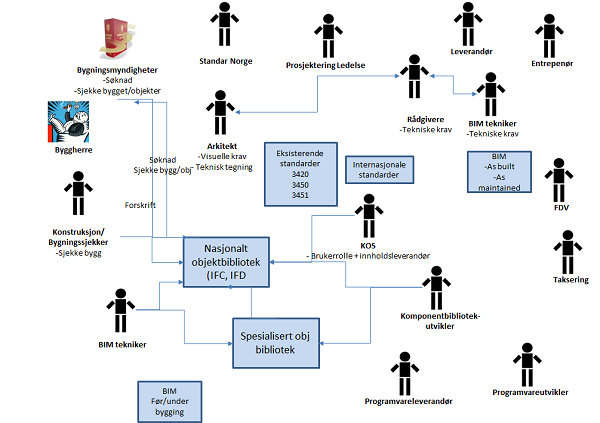 Standar Norge
Prosjektering Ledelse
Leverandør
Entrepenør
Bygningsmyndigheter
-Søknad
-Sjekke bygget/objekter
Byggherre
Arkitekt
-Visuelle krav
- Teknisk tegning
Rådgivere
-Tekniske krav
BIM tekniker
-Tekniske krav
Søknad
Sjekke bygg/obj
Eksisterende
standarder
3420
3450
3451
Internasjonale
standarder
BIM
-As built
-As
maintained
FDV
Forskrift
Konstruksjon/
Bygningssjekker
-Sjekke bygg
KOS
- Brukerrolle + innholdsleverandør
Nasjonalt
objektbibliotek
(IFC, IFD
Taksering
Komponentbibliotek-
utvikler
BIM tekniker
Spesialisert obj
bibliotek
BIM
Før/under
bygging
Programvareleverandør
Programvareutvikler